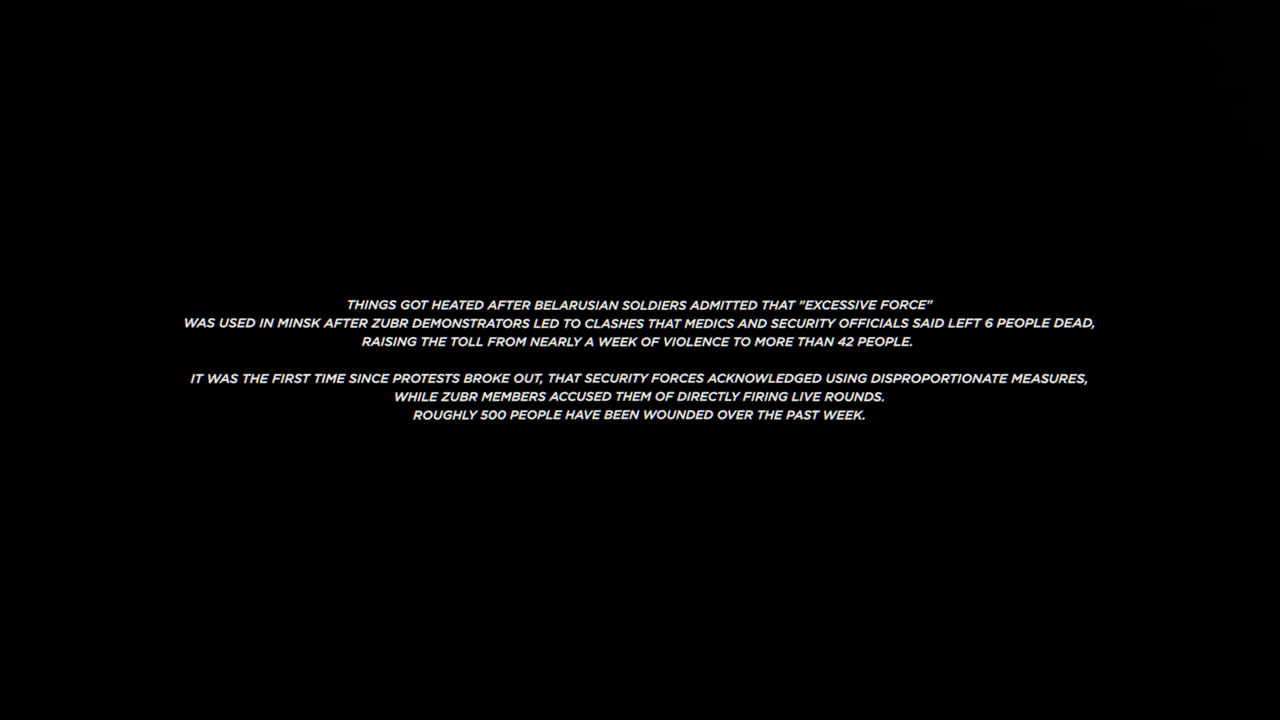 THINGS GOT HEATED AFTER BELARUSIAN SOLDIERS ADMITTED THAT "EXCESSIVE FORCE"
WAS USED IN MINSK AFTER ZUBR DEMONSTRATORS LED TO CLASHES THAT MEDICS AND SECURITY OFFICIALS SAID LEFT 6 PEOPLE DEAD,
RAISING THE TOLL FROM NEARLY A WEEK OF VIOLENCE TO MORE THAN 42 PEOPLE.
IT WAS THE FIRST TIME SINCE PROTESTS BROKE OUT, THAT SECURITY FORCES ACKNOWLEDGED USING DISPROPORTIONATE MEASURES,
WHILE ZUBR MEMBERS ACCUSED THEM OF DIRECTLY FIRING LIVE ROUNDS.
ROUGHLY 500 PEOPLE HAVE BEEN WOUNDED OVER THE PAST WEEK.